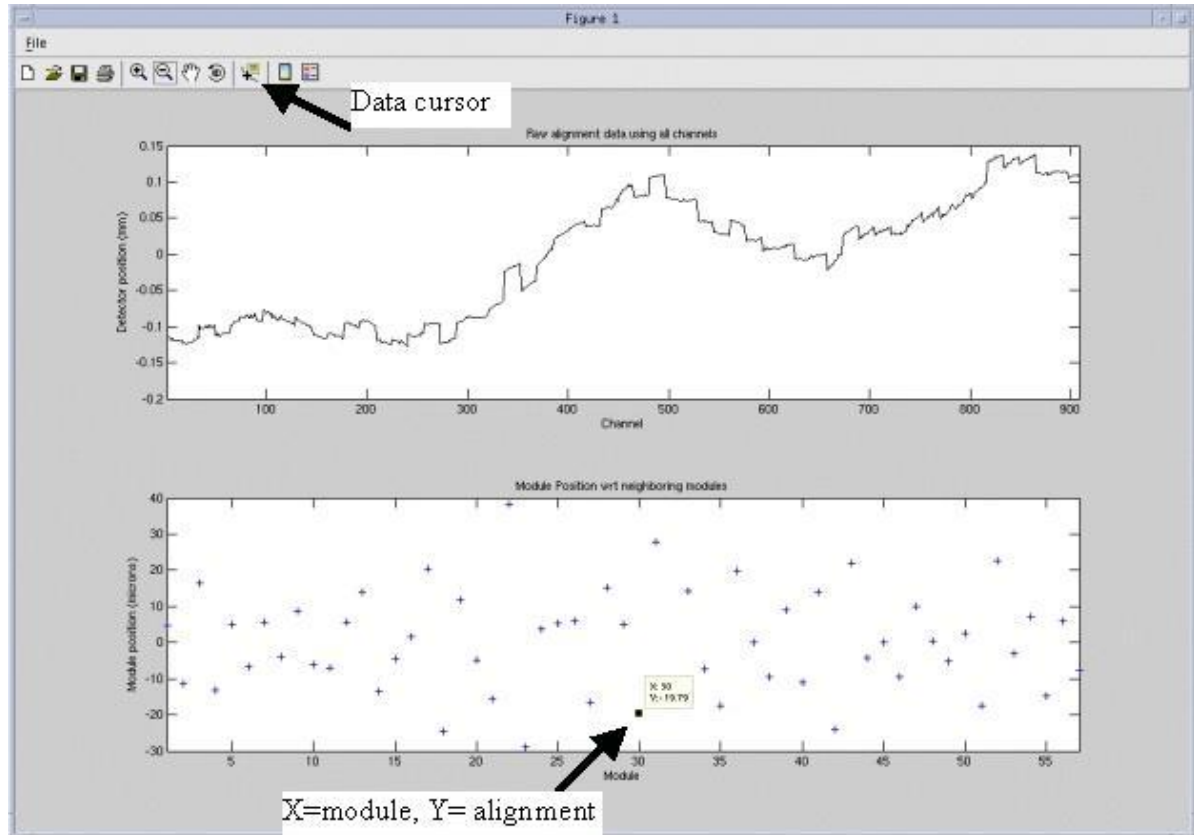 Figure 1
File
Data cursor
Raw alignment data using all channels
Detector position (mm)
0.15
0.1
0.05
0
-0.05
-0.1
-0.15
-0.2
100 200 300 400 500 600 700 800 900
Channel
Module Position wrt neighboring modules
Module position (microns)
40
30
20
10
0
-10
-20
-30
X: 30
Y: -19.79
5 10 15 20 25 30 35 40 45 50 55
Module
X=module, Y= alignment